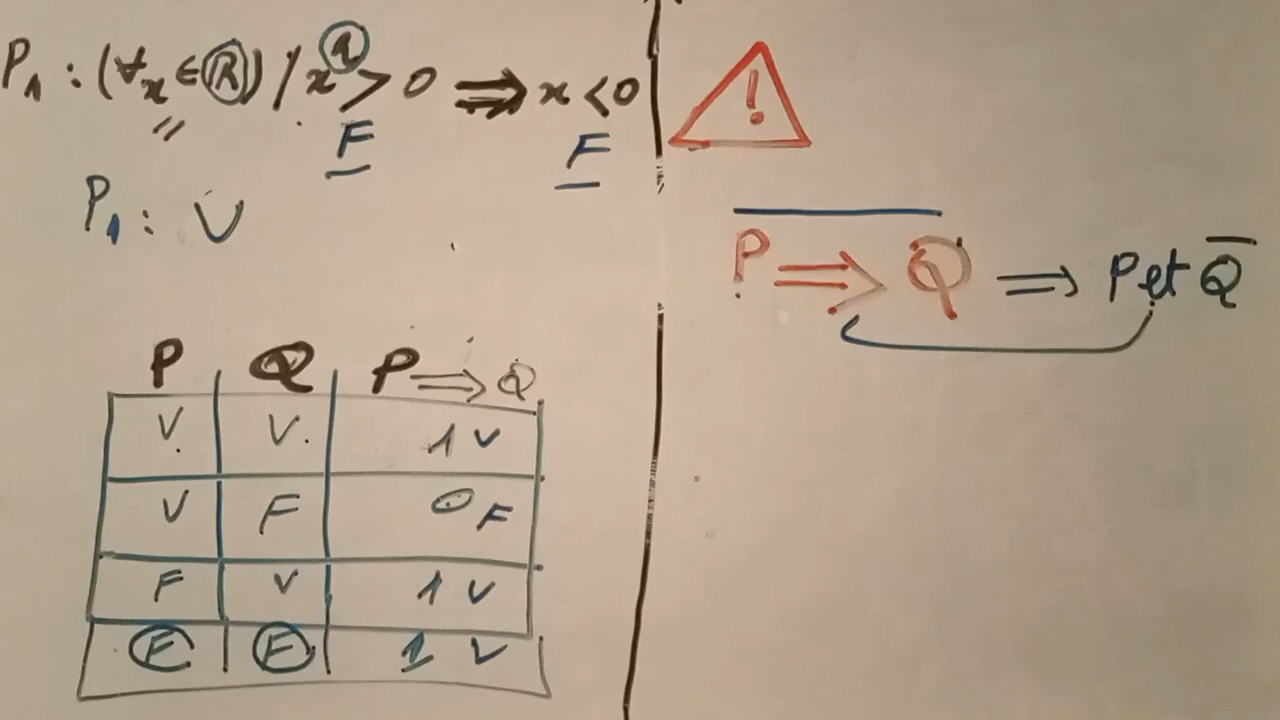 P₁ : (∀x ∈ ℝ) / x² > 0 ⟹ x < 0
F F
P₁ : V
P Q P ⟹ Q
V V 1 V
V F 0 F
F V 1 V
F F 1 V
!
P̅ ̅⟹̅ ̅Q̅ ⟹ P et Q̅